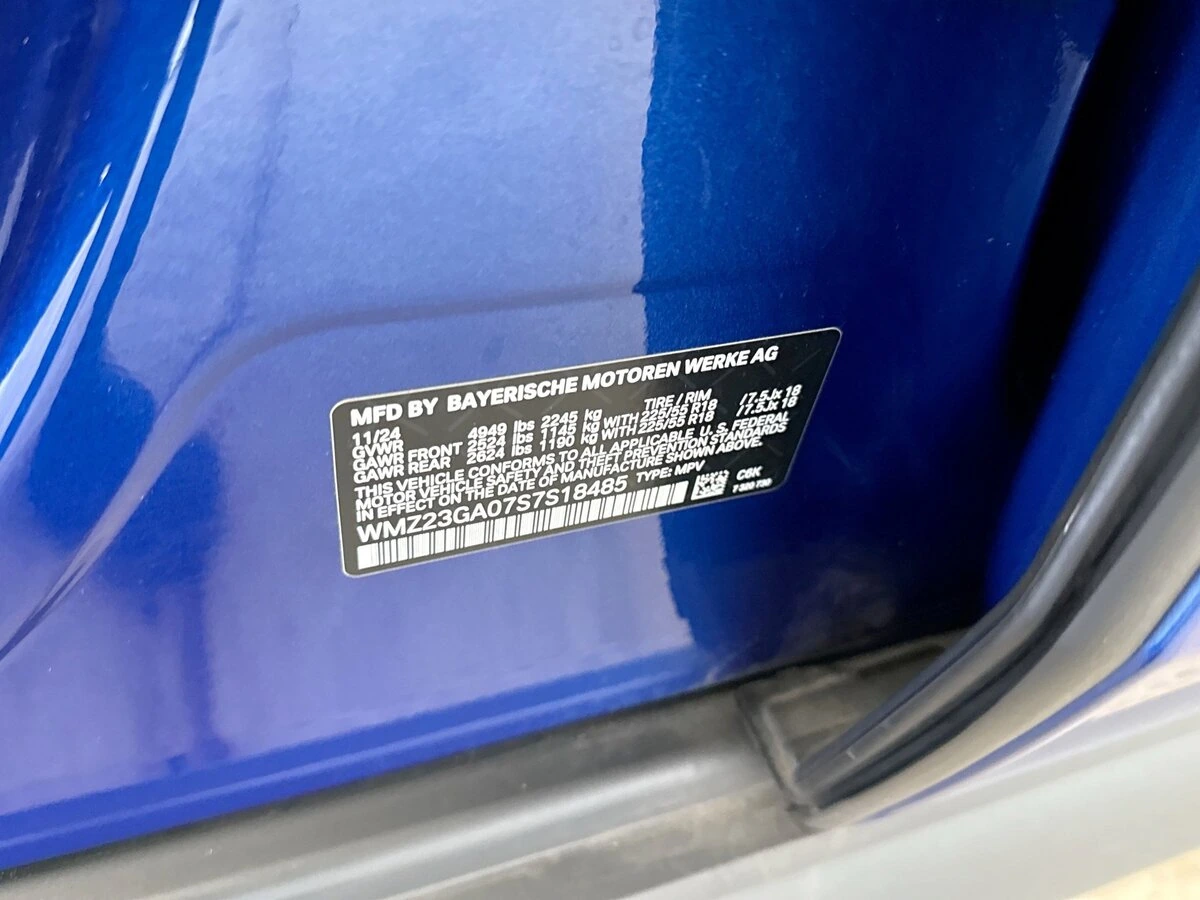 MFD BY BAYERISCHE MOTOREN WERKE AG
11/24 TIRE / RIM
GVWR 4949 lbs 2245 kg
GAWR FRONT 2524 lbs 1145 kg WITH 225/55 R18 /7.5Jx18
GAWR REAR 2624 lbs 1190 kg WITH 225/55 R18 /7.5Jx18
THIS VEHICLE CONFORMS TO ALL APPLICABLE U.S. FEDERAL
MOTOR VEHICLE SAFETY AND THEFT PREVENTION STANDARDS
IN EFFECT ON THE DATE OF MANUFACTURE SHOWN ABOVE.
WMZ23GA07S7S18485 TYPE: MPV
C6K
7 320 730